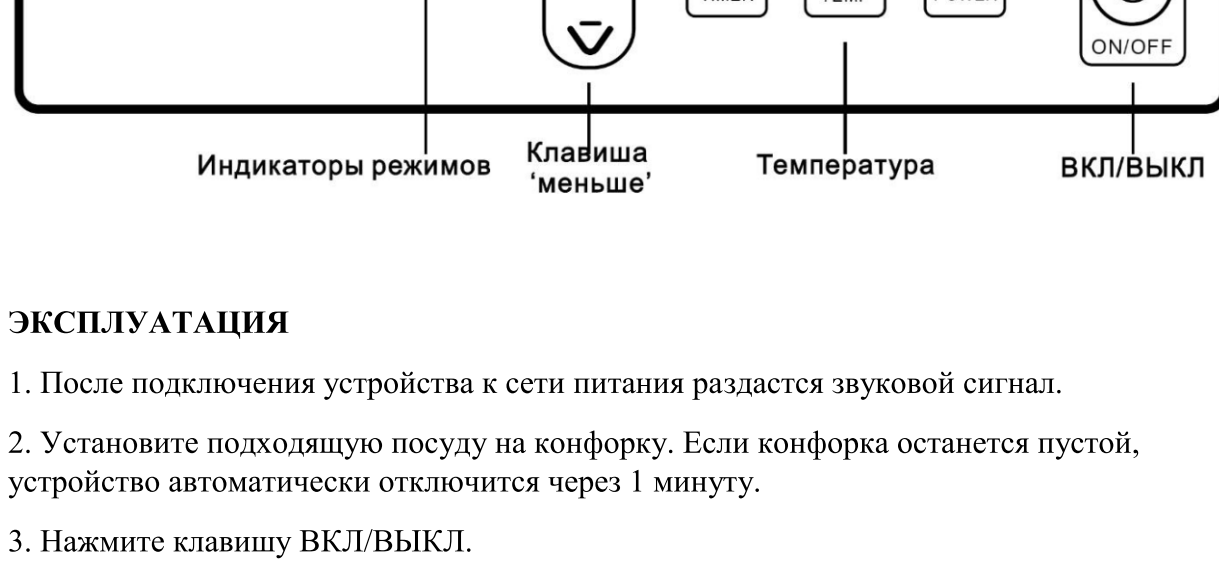 ON/OFF
Индикаторы режимов
Клавиша
‘меньше’
Температура
ВКЛ/ВЫКЛ
ЭКСПЛУАТАЦИЯ
1. После подключения устройства к сети питания раздастся звуковой сигнал.
2. Установите подходящую посуду на конфорку. Если конфорка останется пустой,
устройство автоматически отключится через 1 минуту.
3. Нажмите клавишу ВКЛ/ВЫКЛ.